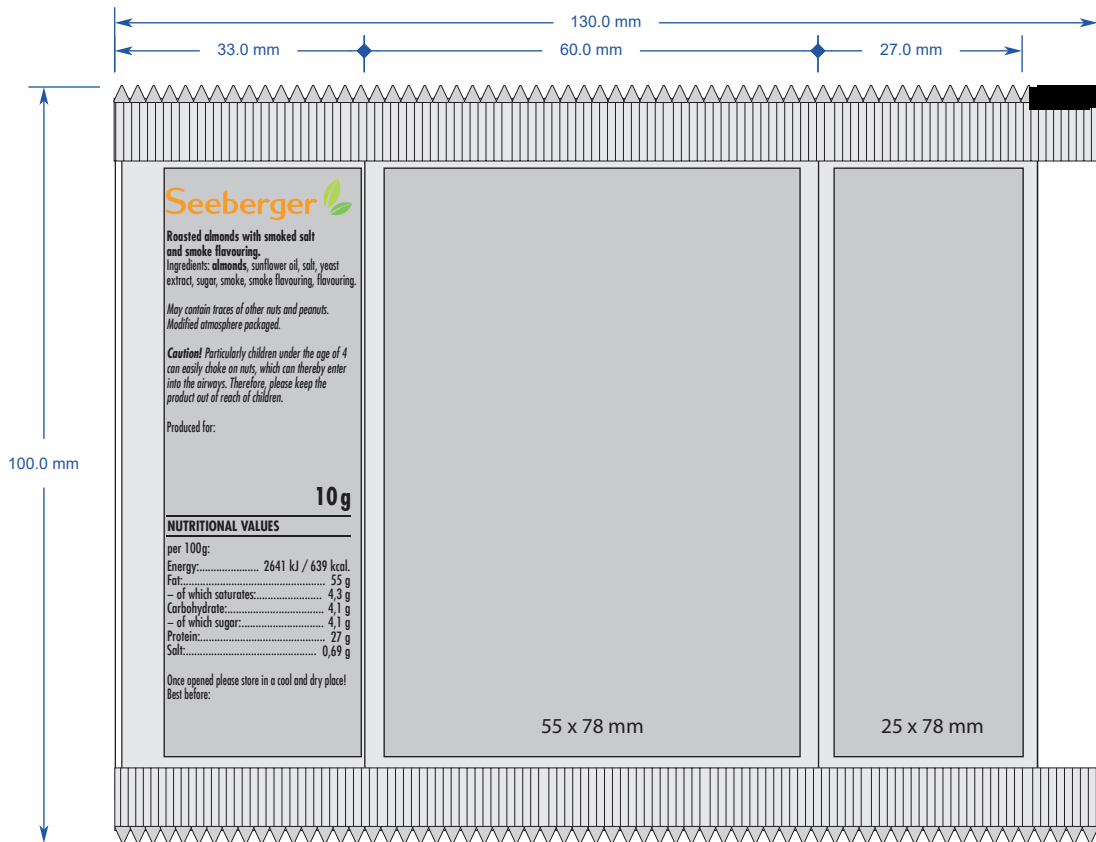 130.0 mm
33.0 mm
60.0 mm
27.0 mm
100.0 mm
Seeberger
Roasted almonds with smoked salt
and smoke flavouring.
Ingredients: almonds, sunflower oil, salt, yeast
extract, sugar, smoke, smoke flavouring, flavouring.
May contain traces of other nuts and peanuts.
Modified atmosphere packaged.
Caution! Particularly children under the age of 4
can easily choke on nuts, which can thereby enter
into the airways. Therefore, please keep the
product out of reach of children.
Produced for:
10 g
NUTRITIONAL VALUES
per 100g:
Energy:...................... 2641 kJ / 639 kcal.
Fat:..................................................... 55 g
– of which saturates:........................ 4,3 g
Carbohydrate:.................................... 4,1 g
– of which sugar:............................... 4,1 g
Protein:............................................... 27 g
Salt:................................................. 0,69 g
Once opened please store in a cool and dry place!
Best before:
55 x 78 mm
25 x 78 mm